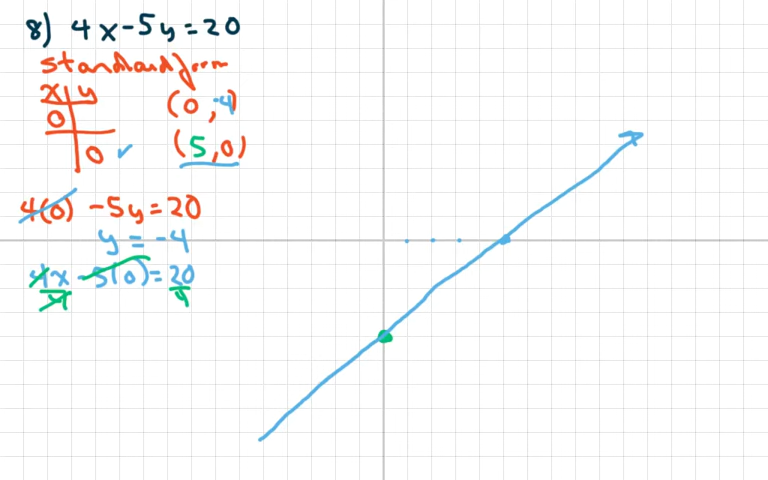 8) 4x-5y=20
standard form
x y
0
(0,-4)
0 ✓
(5,0)
4(0) -5y=20
y = -4
4x -5(0)=20
4 4